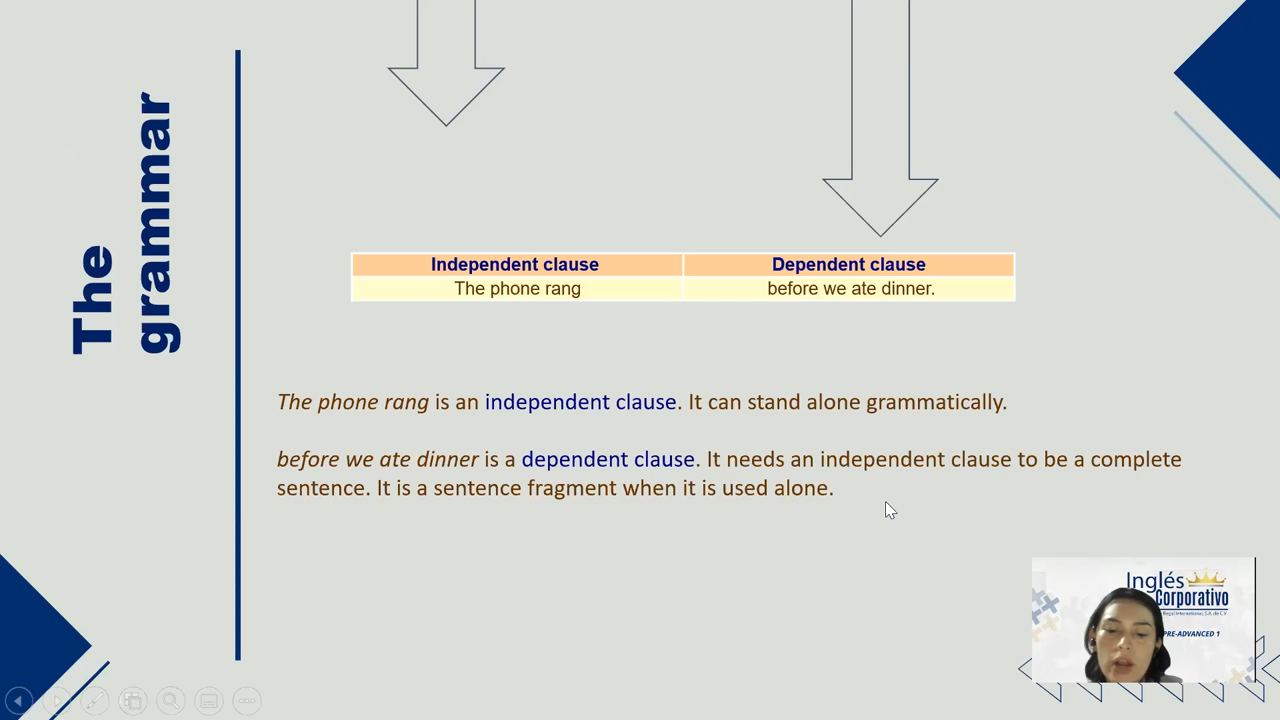 The
grammar
Independent clause
Dependent clause
The phone rang
before we ate dinner.
The phone rang is an independent clause. It can stand alone grammatically.
before we ate dinner is a dependent clause. It needs an independent clause to be a complete
sentence. It is a sentence fragment when it is used alone.
Inglés
Corporativo
PRE-ADVANCED 1